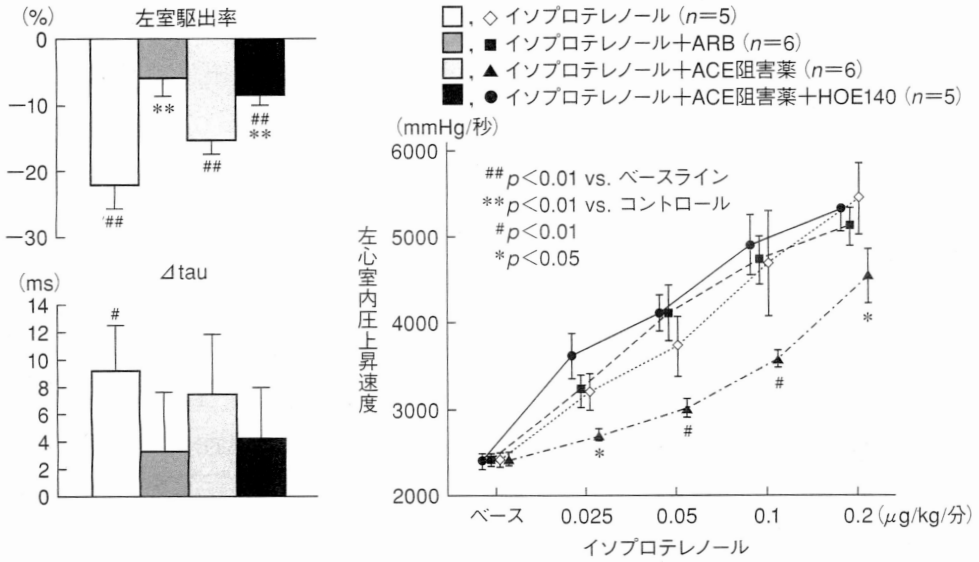 (%)
左室駆出率
0
−10
−20
−30
##
**
##
##
**
(ms)
⊿tau
14
12
10
8
6
4
2
0
#
, ◇ イソプロテレノール (n=5)
, ■ イソプロテレノール+ARB (n=6)
, ▲ イソプロテレノール+ACE阻害薬 (n=6)
, ● イソプロテレノール+ACE阻害薬+HOE140 (n=5)
(mmHg/秒)
6000
5000
4000
3000
2000
左心室内圧上昇速度
##p<0.01 vs. ベースライン
**p<0.01 vs. コントロール
#p<0.01
*p<0.05
*
#
#
*
ベース 0.025 0.05 0.1 0.2 (μg/kg/分)
イソプロテレノール